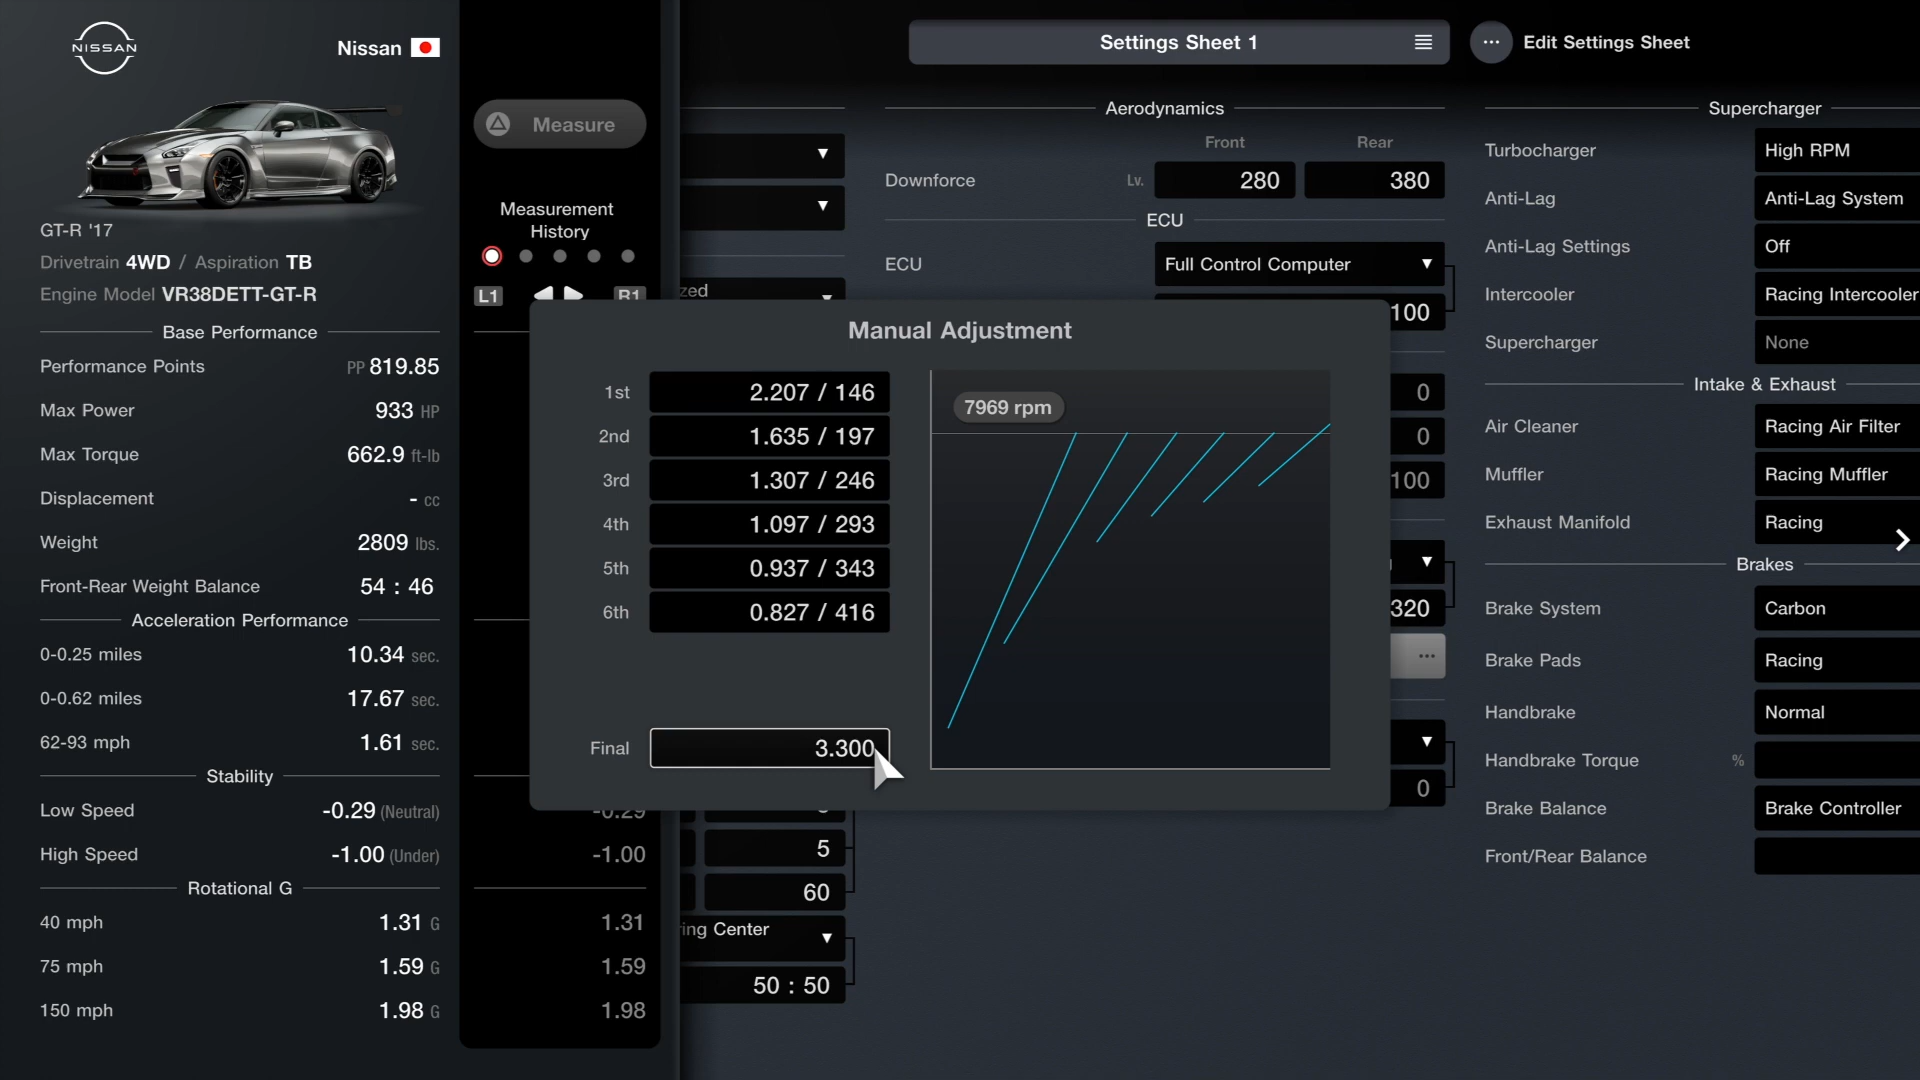 NISSAN
Nissan
GT-R '17
Drivetrain 4WD / Aspiration TB
Engine Model VR38DETT-GT-R
Base Performance
Performance Points PP 819.85
Max Power 933 HP
Max Torque 662.9 ft-lb
Displacement - cc
Weight 2809 lbs.
Front-Rear Weight Balance 54 : 46
Acceleration Performance
0-0.25 miles 10.34 sec.
0-0.62 miles 17.67 sec.
62-93 mph 1.61 sec.
Stability
Low Speed -0.29 (Neutral)
High Speed -1.00 (Under)
Rotational G
40 mph 1.31 G
75 mph 1.59 G
150 mph 1.98 G
Measure
Measurement
History
L1 R1
-0.29
-1.00
1.31
1.59
1.98
Settings Sheet 1
Edit Settings Sheet
zed
5
60
ring Center
50 : 50
Aerodynamics
Front Rear
Downforce Lv. 280 380
ECU
ECU Full Control Computer
100
0
0
100
320
0
Manual Adjustment
1st 2.207 / 146
2nd 1.635 / 197
3rd 1.307 / 246
4th 1.097 / 293
5th 0.937 / 343
6th 0.827 / 416
Final 3.300
7969 rpm
Supercharger
Turbocharger High RPM
Anti-Lag Anti-Lag System
Anti-Lag Settings Off
Intercooler Racing Intercooler
Supercharger None
Intake & Exhaust
Air Cleaner Racing Air Filter
Muffler Racing Muffler
Exhaust Manifold Racing
Brakes
Brake System Carbon
Brake Pads Racing
Handbrake Normal
Handbrake Torque %
Brake Balance Brake Controller
Front/Rear Balance